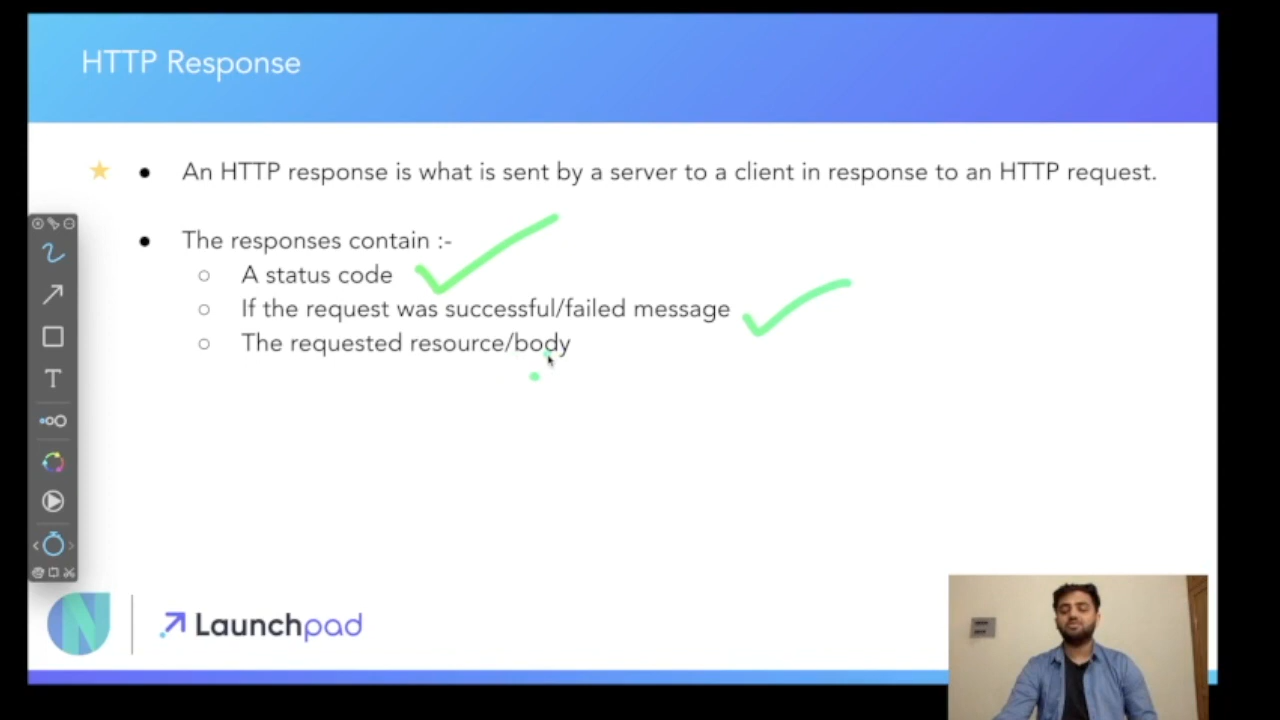 HTTP Response
An HTTP response is what is sent by a server to a client in response to an HTTP request.
The responses contain :-
A status code
If the request was successful/failed message
The requested resource/body
T
N
Launchpad